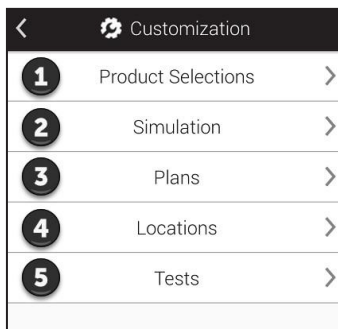 Customization
1 Product Selections
2 Simulation
3 Plans
4 Locations
5 Tests